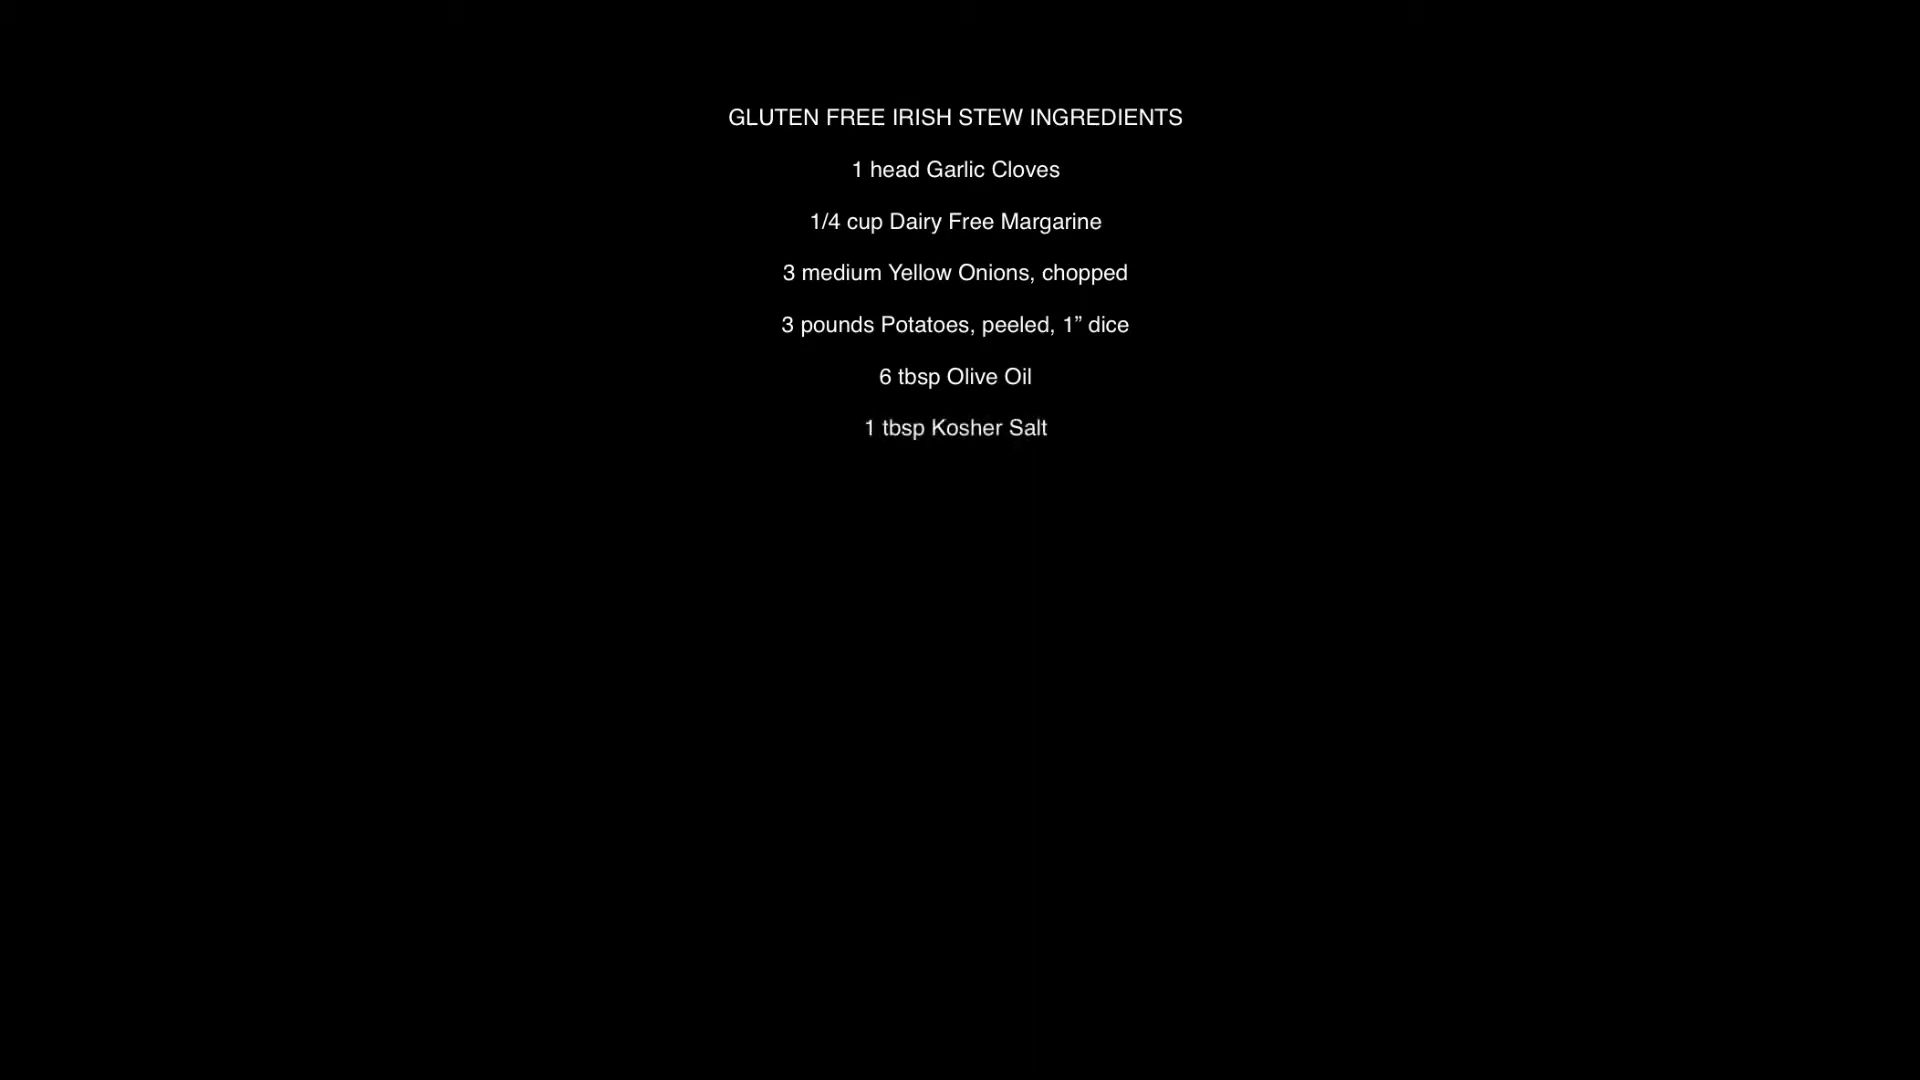 GLUTEN FREE IRISH STEW INGREDIENTS
1 head Garlic Cloves
1/4 cup Dairy Free Margarine
3 medium Yellow Onions, chopped
3 pounds Potatoes, peeled, 1” dice
6 tbsp Olive Oil
1 tbsp Kosher Salt